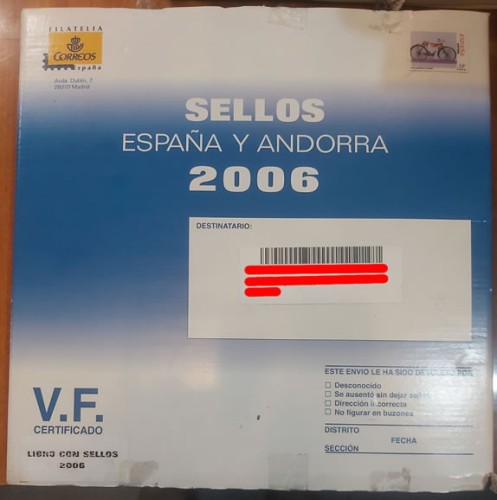 FILATELIA
CORREOS
España
Avda. Dublín, 7
28070 Madrid
SELLOS
ESPAÑA Y ANDORRA
2006
DESTINATARIO:
ESTE ENVIO LE HA SIDO DEVUELTO POR:
Desconocido
Se ausentó sin dejar señas
Dirección incorrecta
No figurar en buzones
DISTRITO
FECHA
SECCIÓN
V.F.
CERTIFICADO
LIBRO CON SELLOS
2006